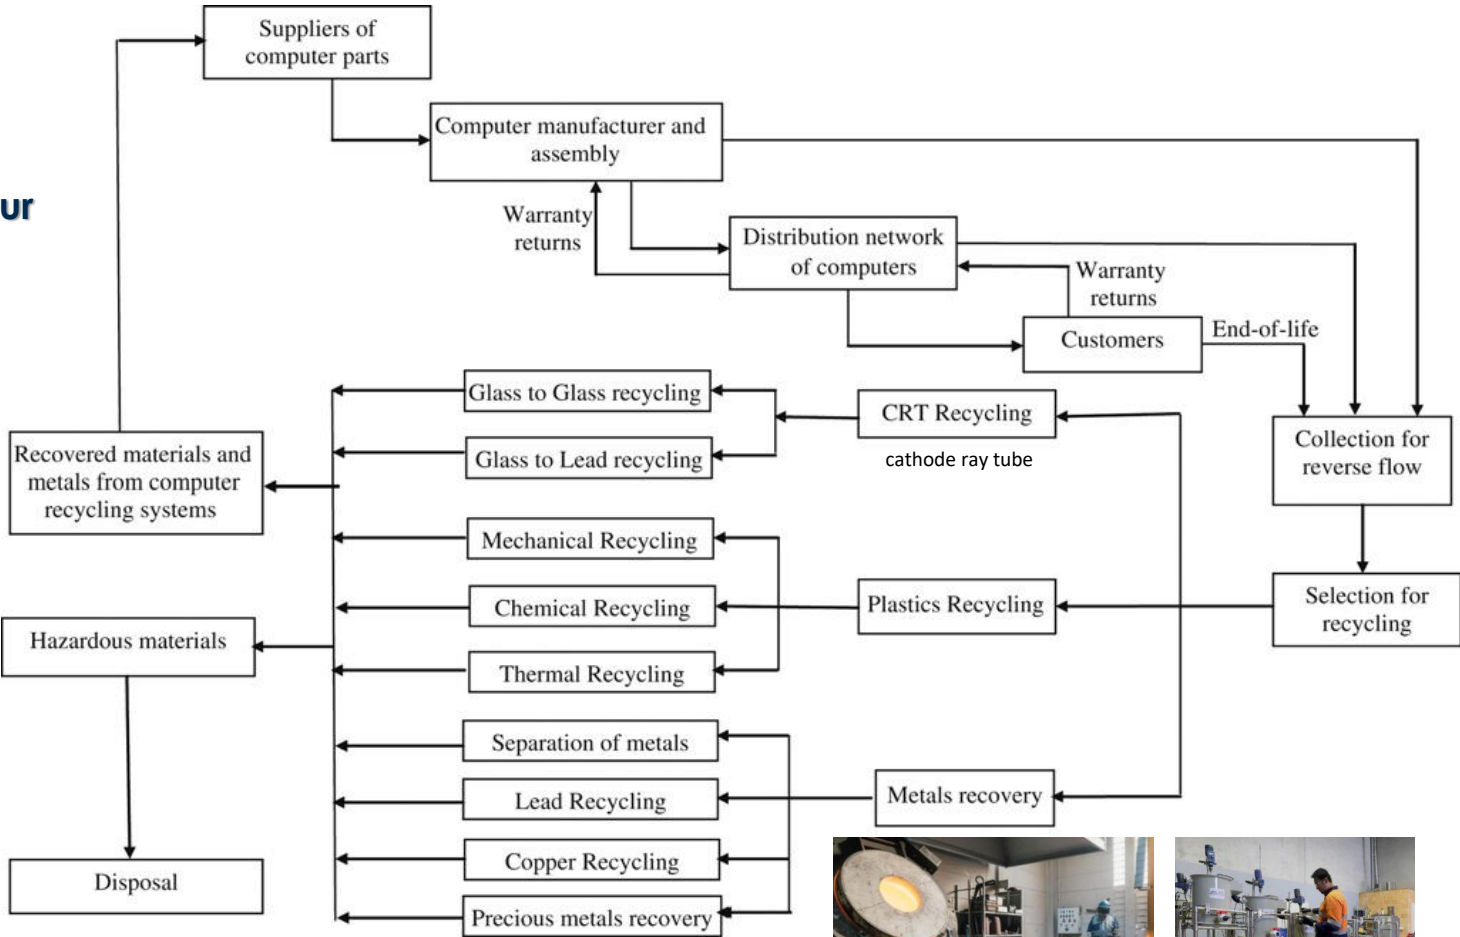 Suppliers of
computer parts
Computer manufacturer and
assembly
ur
Warranty
returns
Distribution network
of computers
Warranty
returns
Customers
End-of-life
Glass to Glass recycling
CRT Recycling
cathode ray tube
Glass to Lead recycling
Collection for
reverse flow
Recovered materials and
metals from computer
recycling systems
Mechanical Recycling
Chemical Recycling
Plastics Recycling
Selection for
recycling
Hazardous materials
Thermal Recycling
Separation of metals
Lead Recycling
Metals recovery
Copper Recycling
Disposal
Precious metals recovery